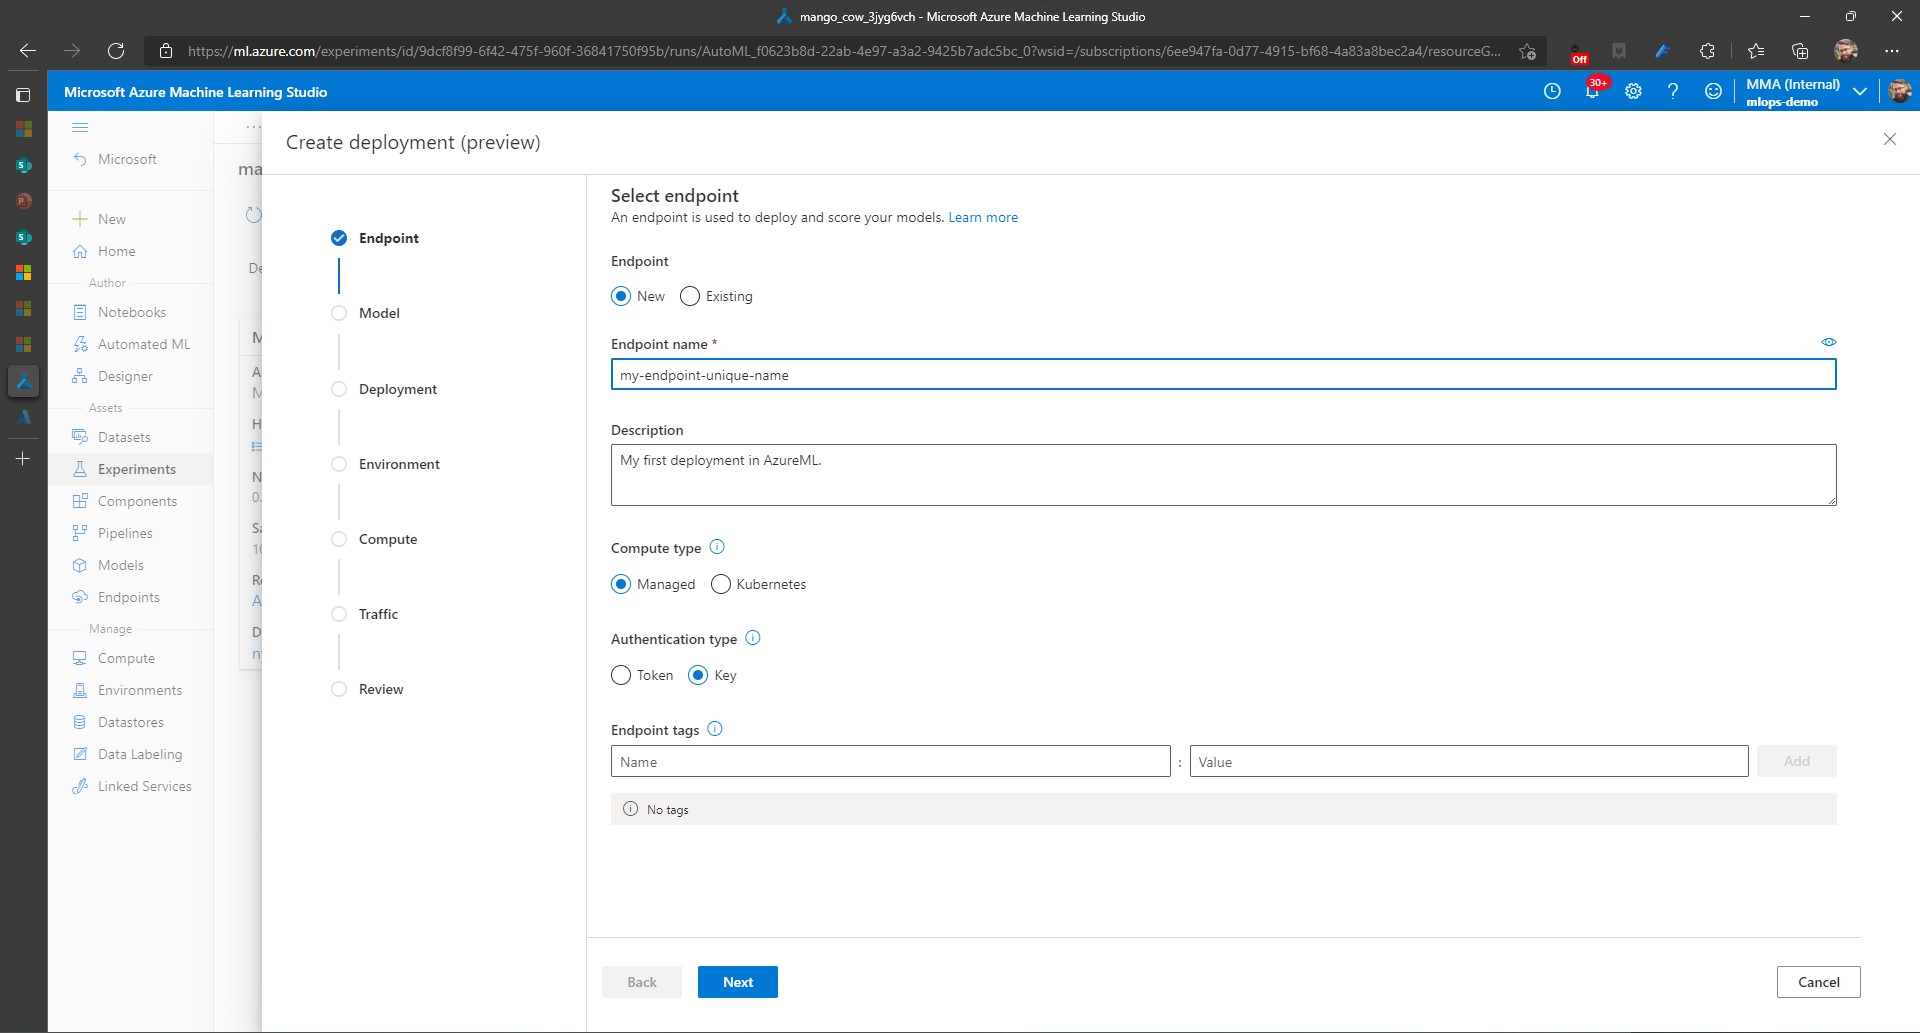 mango_cow_3jyg6vch - Microsoft Azure Machine Learning Studio
https://ml.azure.com/experiments/id/9dcf8f99-6f42-475f-960f-36841750f95b/runs/AutoML_f0623b8d-22ab-4e97-a3a2-9425b7adc5bc_0?wsid=/subscriptions/6ee947fa-0d77-4915-bf68-4a83a8bec2a4/resourceG...
Off
Microsoft Azure Machine Learning Studio
30+
MMA (Internal)
mlops-demo
Microsoft
New
Home
Author
Notebooks
Automated ML
Designer
Assets
Datasets
Experiments
Components
Pipelines
Models
Endpoints
Manage
Compute
Environments
Datastores
Data Labeling
Linked Services
Create deployment (preview)
Endpoint
Model
Deployment
Environment
Compute
Traffic
Review
Select endpoint
An endpoint is used to deploy and score your models. Learn more
Endpoint
New Existing
Endpoint name *
my-endpoint-unique-name
Description
My first deployment in AzureML.
Compute type
Managed Kubernetes
Authentication type
Token Key
Endpoint tags
Name : Value Add
No tags
Back Next Cancel